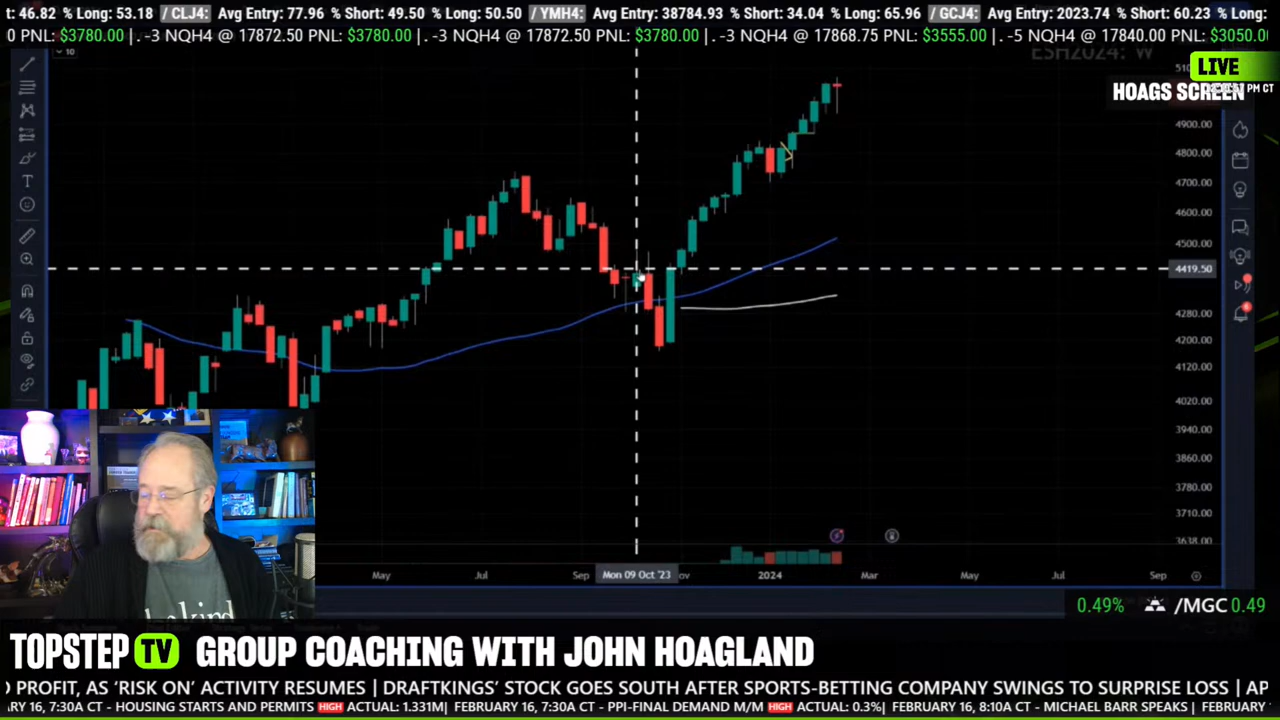 t: 46.82 % Long: 53.18 / CLJ4: Avg Entry: 77.96 % Short: 49.50 % Long: 50.50 / YMH4: Avg Entry: 38784.93 % Short: 34.04 % Long: 65.96 / GCJ4: Avg Entry: 2023.74 % Short: 60.23 % Long:
0 PNL: $3780.00 | . -3 NQH4 @ 17872.50 PNL: $3780.00 | . -3 NQH4 @ 17872.50 PNL: $3780.00 | . -3 NQH4 @ 17868.75 PNL: $3555.00 | . -5 NQH4 @ 17840.00 PNL: $3050.0
10
ESH2024: W
LIVE
HOAGS SCREEN
PM CT
4900.00
4800.00
4700.00
4600.00
4500.00
4419.50
4280.00
4200.00
4120.00
4020.00
3940.00
3860.00
3780.00
3710.00
3638.00
May
Jul
Sep
Mon 09 Oct '23
ov
2024
Mar
May
Jul
Sep
0.49% /MGC 0.49
TOPSTEP TV GROUP COACHING WITH JOHN HOAGLAND
O PROFIT, AS 'RISK ON' ACTIVITY RESUMES | DRAFTKINGS' STOCK GOES SOUTH AFTER SPORTS-BETTING COMPANY SWINGS TO SURPRISE LOSS | AP
RY 16, 7:30A CT - HOUSING STARTS AND PERMITS HIGH ACTUAL: 1.331M| FEBRUARY 16, 7:30A CT - PPI-FINAL DEMAND M/M HIGH ACTUAL: 0.3%| FEBRUARY 16, 8:10A CT - MICHAEL BARR SPEAKS | FEBRUARY